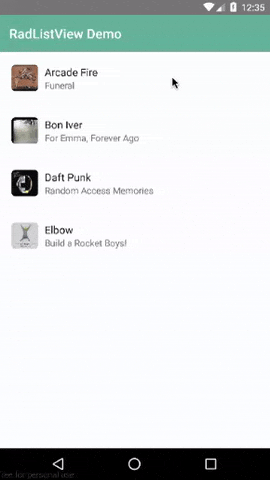 12:35
RadListView Demo
Arcade Fire
Funeral
Bon Iver
For Emma, Forever Ago
Daft Punk
Random Access Memories
Elbow
Build a Rocket Boys!
free for personal use